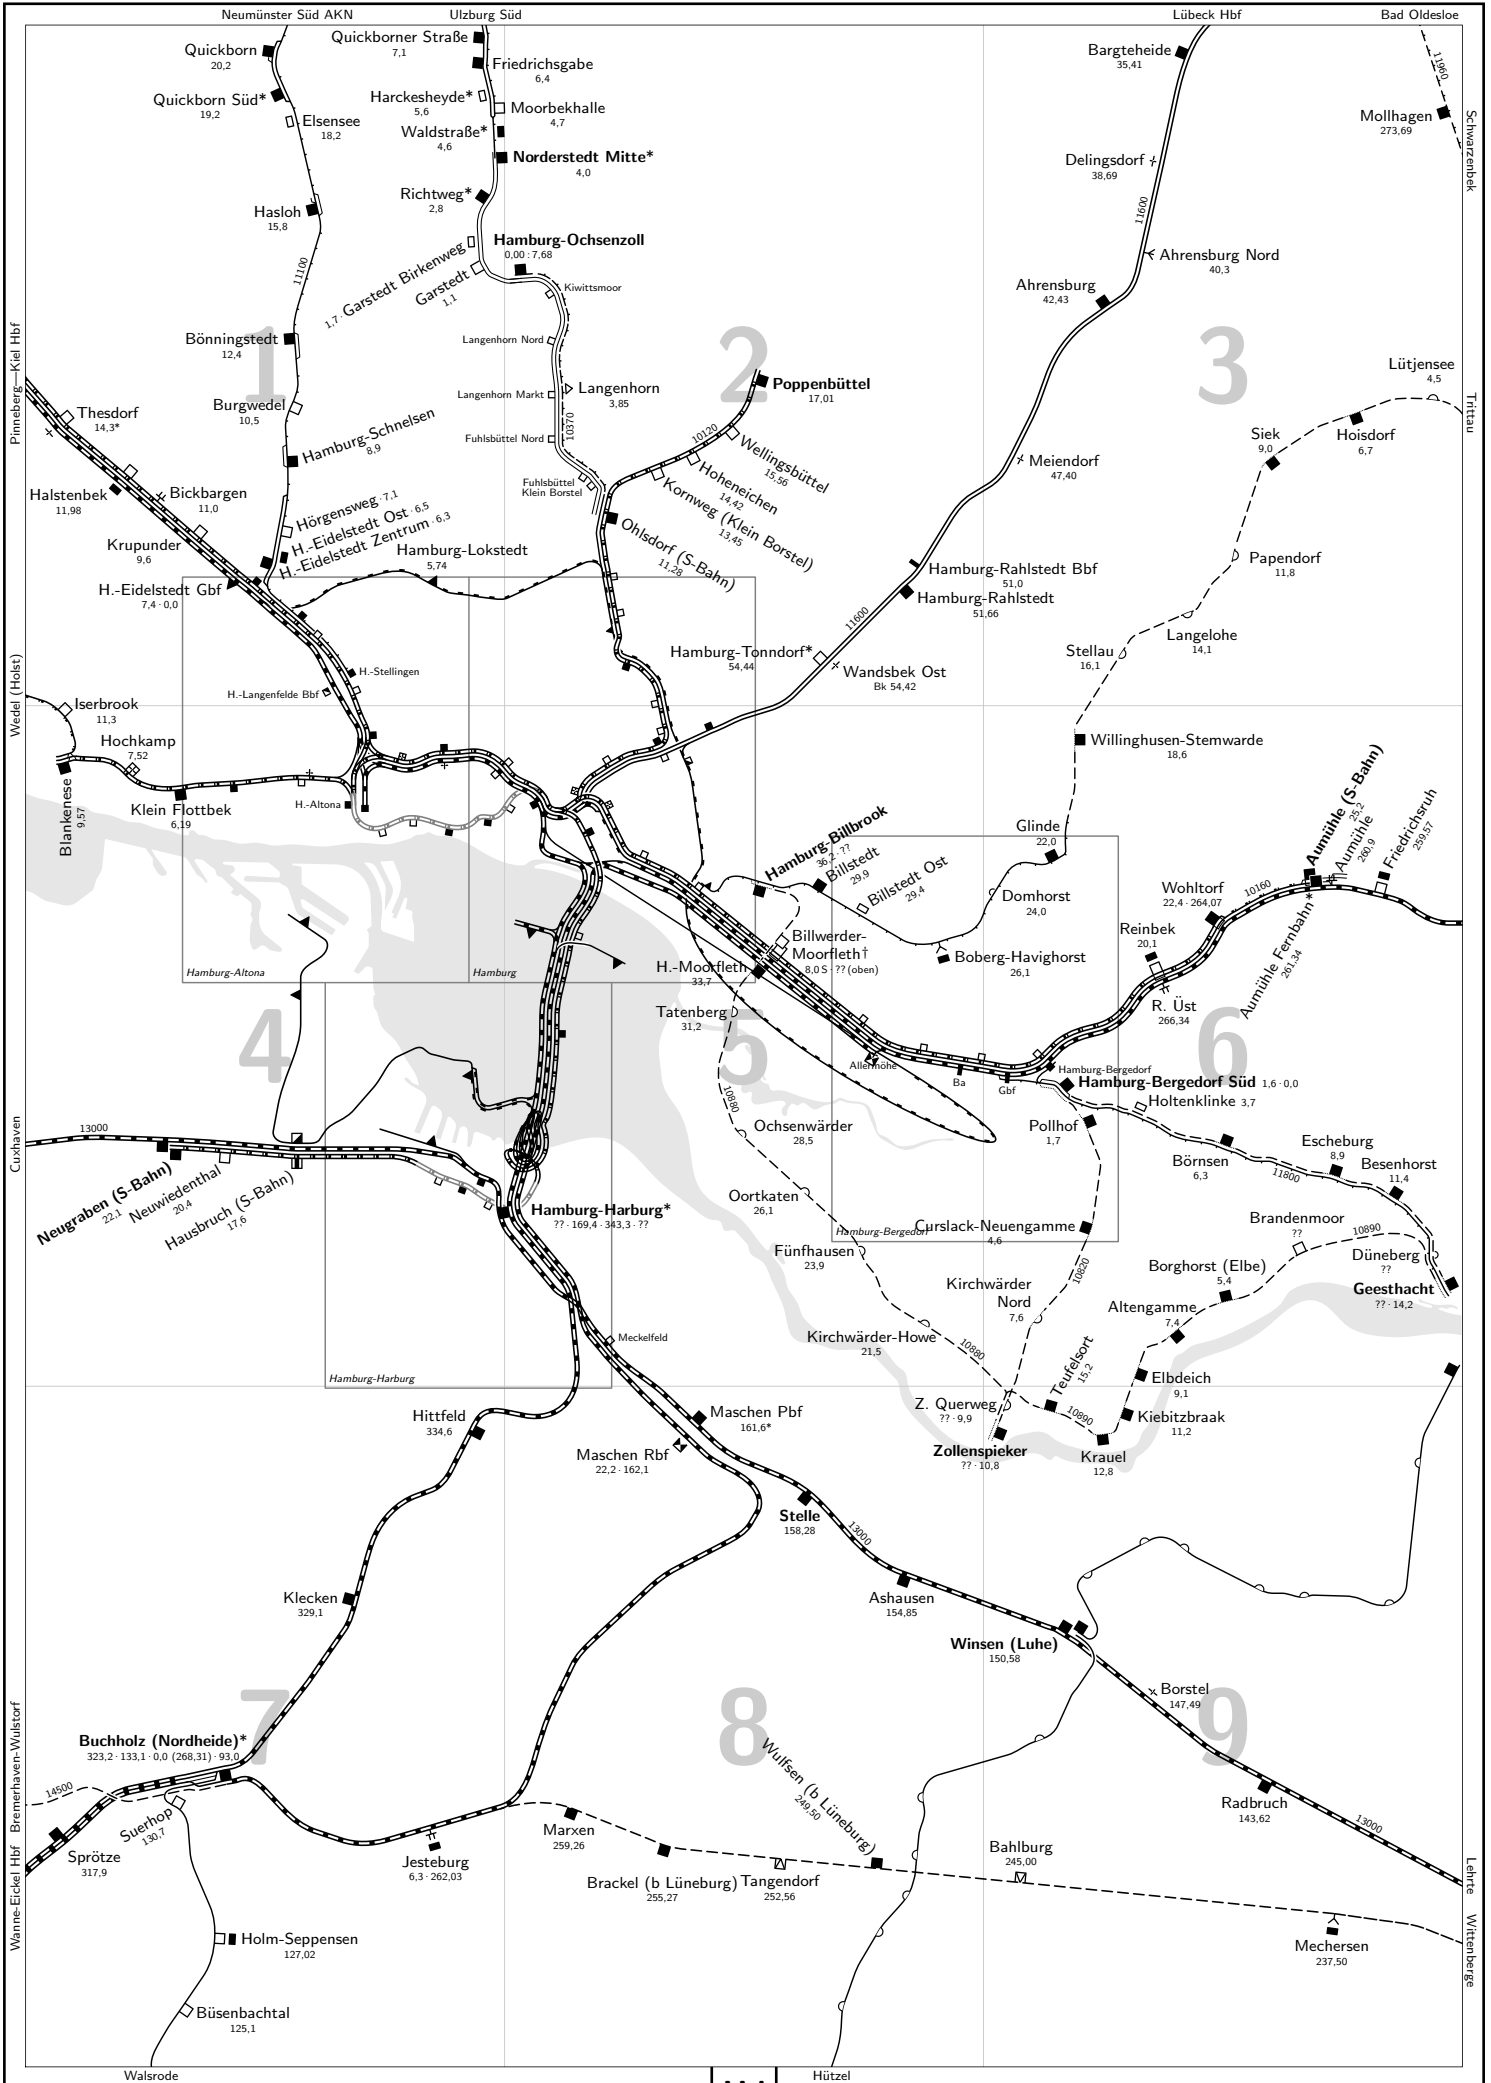 Neumünster Süd AKN
Ulzburg Süd
Lübeck Hbf
Bad Oldesloe
Quickborn
20,2
Quickborn Süd*
19,2
Elsensee
18,2
Hasloh
15,8
11100
Bönningstedt
12,4
Burgwedel
10,5
Hamburg-Schnelsen
8,9
Hörgensweg · 7,1
H.-Eidelstedt Ost · 6,5
H.-Eidelstedt Zentrum · 6,3
Quickborner Straße
7,1
Friedrichsgabe
6,4
Harckesheyde*
5,6
Moorbekhalle
4,7
Waldstraße*
4,6
Norderstedt Mitte*
4,0
Richtweg*
2,8
Hamburg-Ochsenzoll
0,00 : 7,68
1,7 · Garstedt Birkenweg
Garstedt
1,1
Kiwittsmoor
Langenhorn Nord
Langenhorn Markt
Langenhorn
3,85
Fuhlsbüttel Nord
10370
Fuhlsbüttel
Klein Borstel
Poppenbüttel
17,01
10120
Wellingsbüttel
15,56
Hoheneichen
14,42
Kornweg (Klein Borstel)
13,45
Ohlsdorf (S-Bahn)
11,28
Bargteheide
35,41
11960
Mollhagen
273,69
Schwarzenbek
Delingsdorf
38,69
11600
Ahrensburg Nord
40,3
Ahrensburg
42,43
Meiendorf
47,40
Hamburg-Rahlstedt Bbf
51,0
Hamburg-Rahlstedt
51,66
11600
Hamburg-Tonndorf*
54,44
Wandsbek Ost
Bk 54,42
Lütjensee
4,5
Trittau
Hoisdorf
6,7
Siek
9,0
Papendorf
11,8
Langelohe
14,1
Stellau
16,1
Willinghusen-Stemwarde
18,6
Glinde
22,0
1
2
3
Pinneberg—Kiel Hbf
Thesdorf
14,3*
Halstenbek
11,98
Bickbargen
11,0
Krupunder
9,6
H.-Eidelstedt Gbf
7,4 · 0,0
Hamburg-Lokstedt
5,74
H.-Stellingen
H.-Langenfelde Bbf
Wedel (Holst)
Iserbrook
11,3
Hochkamp
7,52
Blankenese
9,57
Klein Flottbek
6,19
H.-Altona
Hamburg-Altona
Hamburg
Hamburg-Billbrook
36,2 · ??
Billstedt
29,9
Billstedt Ost
29,4
Domhorst
24,0
Boberg-Havighorst
26,1
Billwerder-
Moorfleth†
8,0 S · ?? (oben)
H.-Moorfleth
33,7
Tatenberg
31,2
Aumühle (S-Bahn)
25,2
Aumühle
260,9
Friedrichsruh
259,57
10160
Wohltorf
22,4 · 264,07
Aumühle Fernbahn*
261,34
Reinbek
20,1
R. Üst
266,34
4
5
6
Allermöhe
Ba
Gbf
Hamburg-Bergedorf
Hamburg-Bergedorf Süd 1,6 · 0,0
Holtenklinke 3,7
Pollhof
1,7
Börnsen
6,3
11800
Escheburg
8,9
Besenhorst
11,4
Brandenmoor
??
10890
Düneberg
??
Geesthacht
?? · 14,2
Borghorst (Elbe)
5,4
Altengamme
7,4
Elbdeich
9,1
Kiebitzbraak
11,2
Krauel
12,8
10890
Teufelsort
15,2
Z. Querweg
?? · 9,9
Zollenspieker
?? · 10,8
Kirchwärder
Nord
7,6
10820
Curslack-Neuengamme
4,6
Hamburg-Bergedorf
10880
Ochsenwärder
28,5
Oortkaten
26,1
Fünfhausen
23,9
Kirchwärder-Howe
21,5
10880
Cuxhaven
13000
Neugraben (S-Bahn)
22,1
Neuwiedenthal
20,4
Hausbruch (S-Bahn)
17,6
Hamburg-Harburg*
?? · 169,4 · 343,3 · ??
Meckelfeld
Hamburg-Harburg
Hittfeld
334,6
Maschen Pbf
161,6*
Maschen Rbf
22,2 · 162,1
Stelle
158,28
13000
Ashausen
154,85
Winsen (Luhe)
150,58
Borstel
147,49
Radbruch
143,62
13000
Klecken
329,1
7
8
9
Bremerhaven-Wulstorf
Wanne-Eickel Hbf
Buchholz (Nordheide)*
323,2 · 133,1 · 0,0 (268,31) · 93,0
14500
Sprötze
317,9
Suerhop
130,7
Jesteburg
6,3 · 262,03
Marxen
259,26
Brackel (b Lüneburg)
255,27
Tangendorf
252,56
Wulfsen (b Lüneburg)
249,50
Bahlburg
245,00
Mechersen
237,50
Lehrte
Wittenberge
Holm-Seppensen
127,02
Büsenbachtal
125,1
Walsrode
Hützel
...